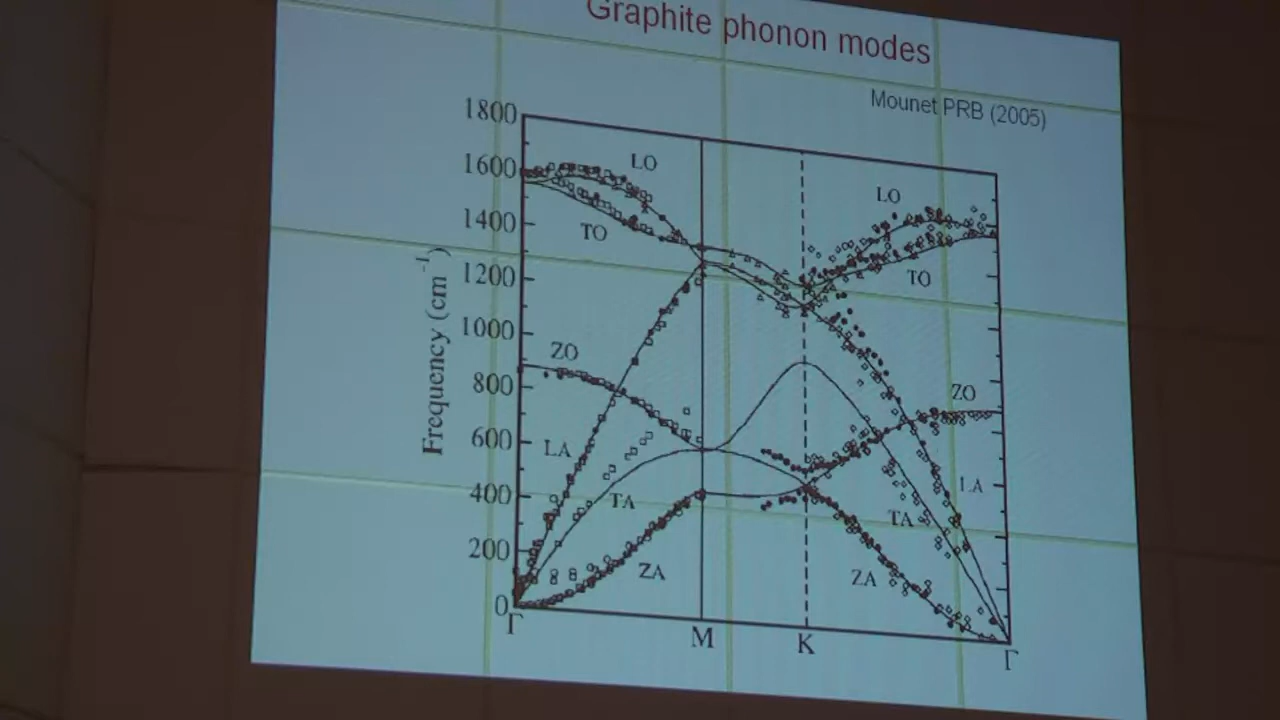 Graphite phonon modes
Mounet PRB (2005)
1800
1600
1400
1200
1000
800
600
400
200
0
Frequency (cm⁻¹)
LO
TO
ZO
LA
TA
ZA
LO
TO
ZO
LA
TA
ZA
Γ M K Γ